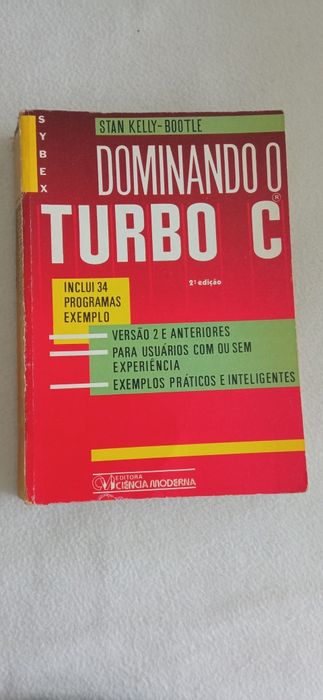 SYBEX
STAN KELLY-BOOTLE
DOMINANDO O
TURBO C®
2ª edição
INCLUI 34
PROGRAMAS
EXEMPLO
VERSÃO 2 E ANTERIORES
PARA USUÁRIOS COM OU SEM
EXPERIÊNCIA
EXEMPLOS PRÁTICOS E INTELIGENTES
EDITORA
CIÊNCIA MODERNA